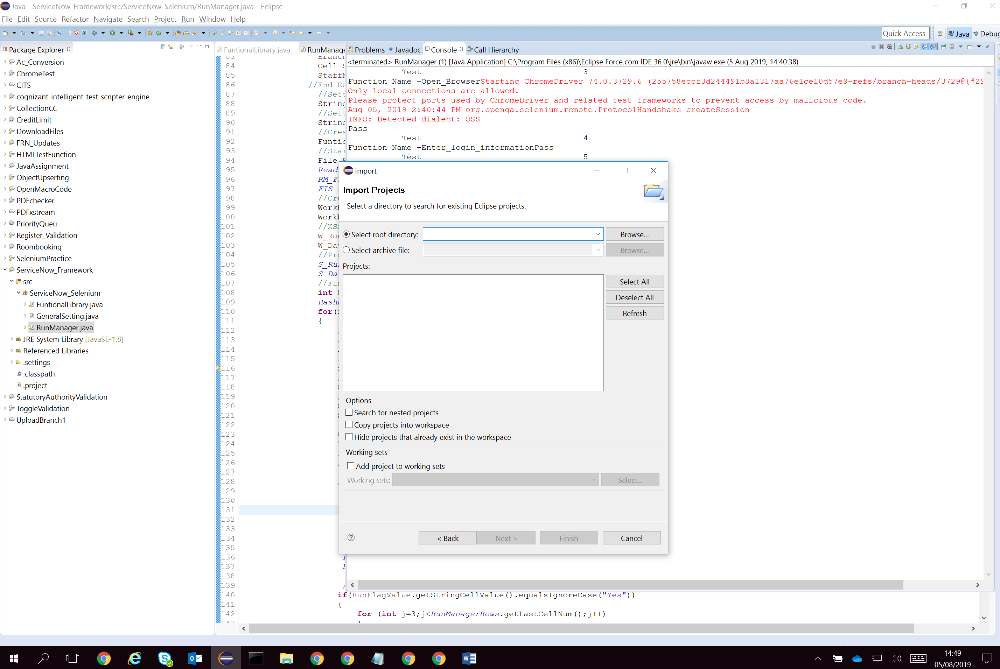 Java - ServiceNow_Framework/src/ServiceNow_Selenium/RunManager.java - Eclipse
File Edit Source Refactor Navigate Search Project Run Window Help
Quick Access
Java
Debug
Package Explorer
Ac_Conversion
ChromeTest
CITS
cognizant-intelligent-test-scripter-engine
CollectionCC
CreditLimit
DownloadFiles
FRN_Updates
HTMLTestFunction
JavaAssignment
ObjectUpserting
OpenMacroCode
PDFchecker
PDFxstream
PriorityQueu
Register_Validation
Roombooking
SeleniumPractice
ServiceNow_Framework
src
ServiceNow_Selenium
FuntionalLibrary.java
GeneralSetting.java
RunManager.java
JRE System Library [JavaSE-1.8]
Referenced Libraries
.settings
.classpath
.project
StatutoryAuthorityValidation
ToggleValidation
UploadBranch1
FuntionalLibrary.java
RunManage
84 Cell S
85 StaffN
86 //End Re
87 //Sett
88 String
89 //Sett
90 String
91 //Crea
92 Funtio
93 //Star
94 File
95 Read
96 RM_F
97 FIS_
98 //Cre
99 Work
100 Work
101 //XS
102 W_Ru
103 W_Da
104 //Pr
105 S_Ru
106 S_Da
107 //Fi
108 int
109 Hash
110 for(
111 {
112
113
114
115
116
117
118
119
120
121
122
123
124
125
126
127
128
129
130
131
132
133
134
135
136
137
138
139
140 if(RunFlagValue.getStringCellValue().equalsIgnoreCase("Yes"))
141 {
142 for (int j=3;j<RunManagerRows.getLastCellNum();j++)
143
Problems
Javadoc
Console
Call Hierarchy
<terminated> RunManager (1) [Java Application] C:\Program Files (x86)\Eclipse Force.com IDE 36.0\jre\bin\javaw.exe (5 Aug 2019, 14:40:38)
-----------Test---------------------------------3
Function Name -Open_BrowserStarting ChromeDriver 74.0.3729.6 (255758eccf3d244491b8a1317aa76e1ce10d57e9-refs/branch-heads/3729@{#29
Only local connections are allowed.
Please protect ports used by ChromeDriver and related test frameworks to prevent access by malicious code.
Aug 05, 2019 2:40:44 PM org.openqa.selenium.remote.ProtocolHandshake createSession
INFO: Detected dialect: OSS
Pass
-----------Test---------------------------------4
Function Name -Enter_login_informationPass
-----------Test---------------------------------5
Import
Import Projects
Select a directory to search for existing Eclipse projects.
Select root directory:
Browse...
Select archive file:
Browse...
Projects:
Select All
Deselect All
Refresh
Options
Search for nested projects
Copy projects into workspace
Hide projects that already exist in the workspace
Working sets
Add project to working sets
Working sets:
Select...
< Back
Next >
Finish
Cancel
14:49
05/08/2019